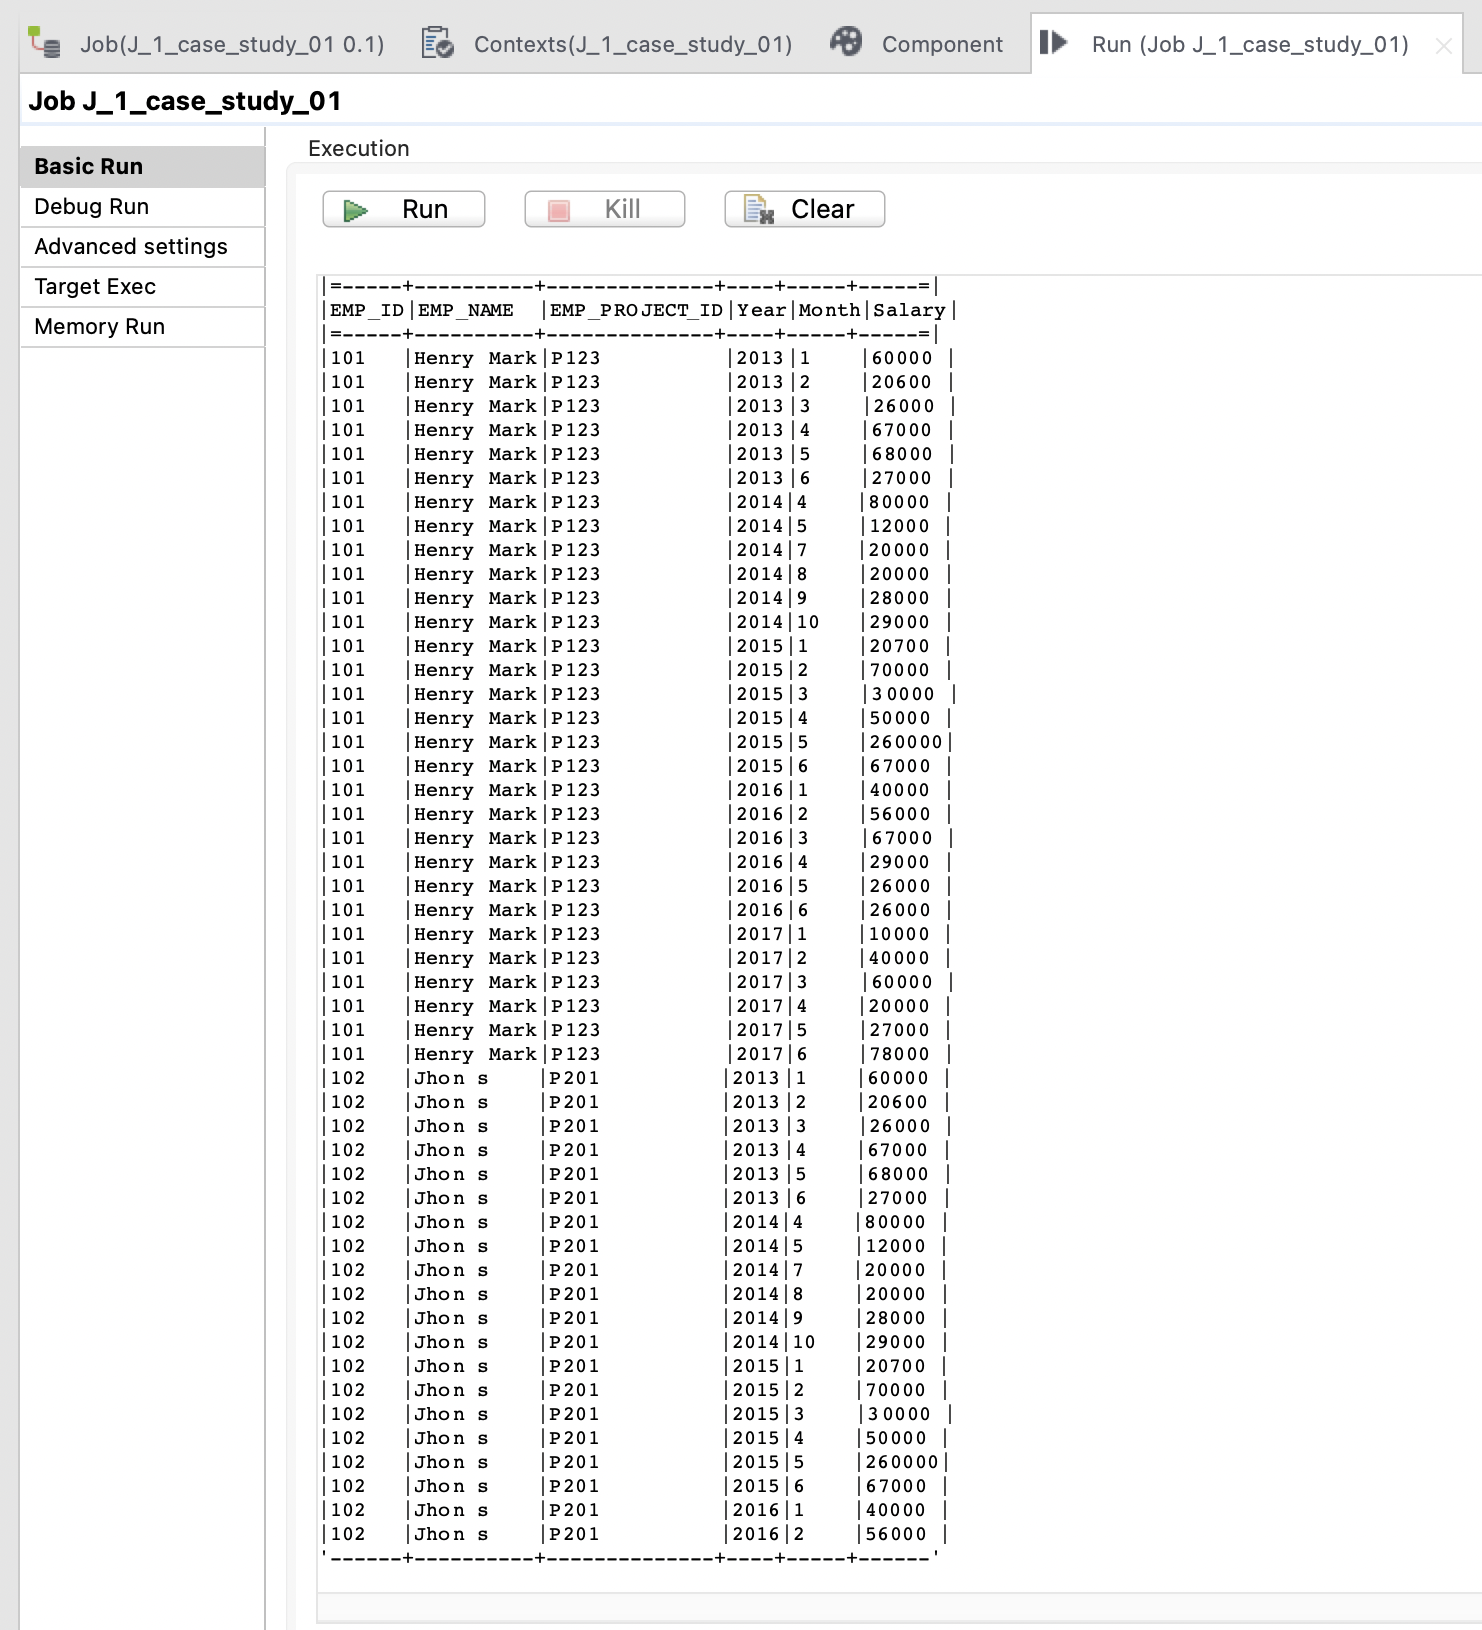 Job(J_1_case_study_01 0.1) Contexts(J_1_case_study_01) Component Run (Job J_1_case_study_01)
Job J_1_case_study_01
Basic Run
Debug Run
Advanced settings
Target Exec
Memory Run
Execution
Run Kill Clear
|=-----+----------+--------------+----+-----+-----=|
|EMP_ID|EMP_NAME  |EMP_PROJECT_ID|Year|Month|Salary|
|=-----+----------+--------------+----+-----+-----=|
|101   |Henry Mark|P123          |2013|1    |60000 |
|101   |Henry Mark|P123          |2013|2    |20600 |
|101   |Henry Mark|P123          |2013|3    |26000 |
|101   |Henry Mark|P123          |2013|4    |67000 |
|101   |Henry Mark|P123          |2013|5    |68000 |
|101   |Henry Mark|P123          |2013|6    |27000 |
|101   |Henry Mark|P123          |2014|4    |80000 |
|101   |Henry Mark|P123          |2014|5    |12000 |
|101   |Henry Mark|P123          |2014|7    |20000 |
|101   |Henry Mark|P123          |2014|8    |20000 |
|101   |Henry Mark|P123          |2014|9    |28000 |
|101   |Henry Mark|P123          |2014|10   |29000 |
|101   |Henry Mark|P123          |2015|1    |20700 |
|101   |Henry Mark|P123          |2015|2    |70000 |
|101   |Henry Mark|P123          |2015|3    |30000 |
|101   |Henry Mark|P123          |2015|4    |50000 |
|101   |Henry Mark|P123          |2015|5    |260000|
|101   |Henry Mark|P123          |2015|6    |67000 |
|101   |Henry Mark|P123          |2016|1    |40000 |
|101   |Henry Mark|P123          |2016|2    |56000 |
|101   |Henry Mark|P123          |2016|3    |67000 |
|101   |Henry Mark|P123          |2016|4    |29000 |
|101   |Henry Mark|P123          |2016|5    |26000 |
|101   |Henry Mark|P123          |2016|6    |26000 |
|101   |Henry Mark|P123          |2017|1    |10000 |
|101   |Henry Mark|P123          |2017|2    |40000 |
|101   |Henry Mark|P123          |2017|3    |60000 |
|101   |Henry Mark|P123          |2017|4    |20000 |
|101   |Henry Mark|P123          |2017|5    |27000 |
|101   |Henry Mark|P123          |2017|6    |78000 |
|102   |Jhon s    |P201          |2013|1    |60000 |
|102   |Jhon s    |P201          |2013|2    |20600 |
|102   |Jhon s    |P201          |2013|3    |26000 |
|102   |Jhon s    |P201          |2013|4    |67000 |
|102   |Jhon s    |P201          |2013|5    |68000 |
|102   |Jhon s    |P201          |2013|6    |27000 |
|102   |Jhon s    |P201          |2014|4    |80000 |
|102   |Jhon s    |P201          |2014|5    |12000 |
|102   |Jhon s    |P201          |2014|7    |20000 |
|102   |Jhon s    |P201          |2014|8    |20000 |
|102   |Jhon s    |P201          |2014|9    |28000 |
|102   |Jhon s    |P201          |2014|10   |29000 |
|102   |Jhon s    |P201          |2015|1    |20700 |
|102   |Jhon s    |P201          |2015|2    |70000 |
|102   |Jhon s    |P201          |2015|3    |30000 |
|102   |Jhon s    |P201          |2015|4    |50000 |
|102   |Jhon s    |P201          |2015|5    |260000|
|102   |Jhon s    |P201          |2015|6    |67000 |
|102   |Jhon s    |P201          |2016|1    |40000 |
|102   |Jhon s    |P201          |2016|2    |56000 |
'------+----------+--------------+----+-----+------'